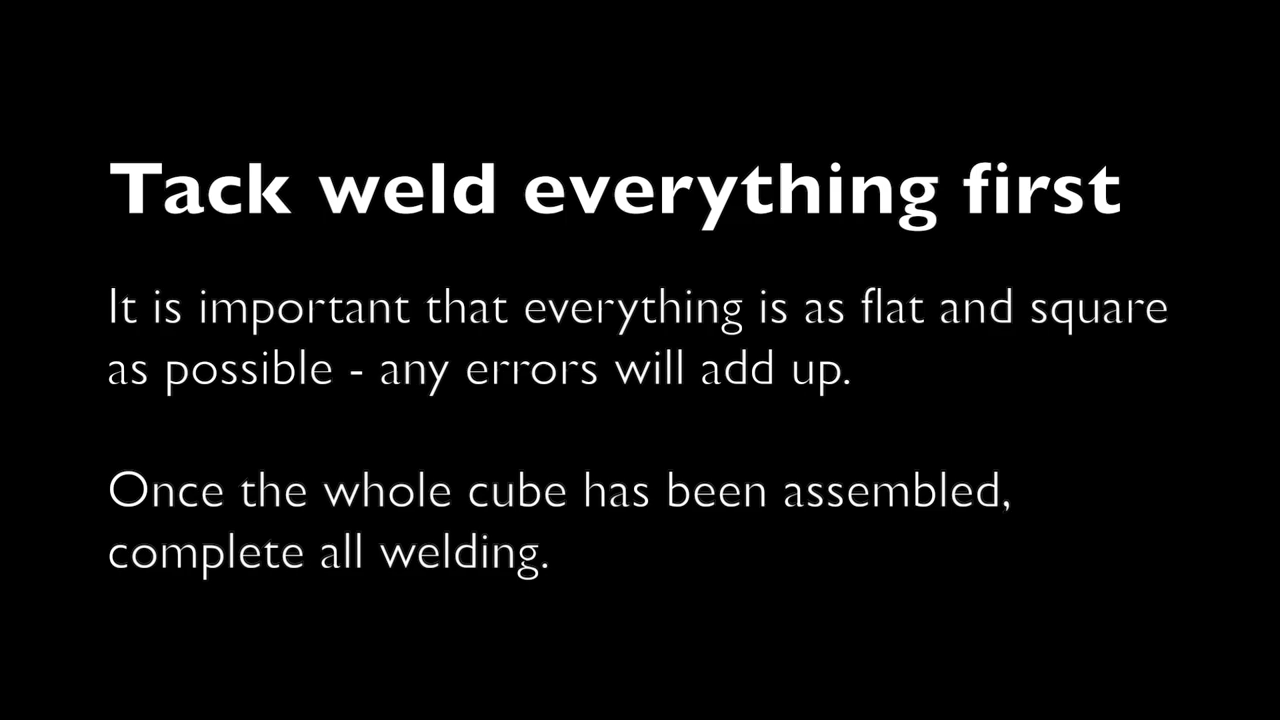 Tack weld everything first
It is important that everything is as flat and square
as possible - any errors will add up.
Once the whole cube has been assembled,
complete all welding.